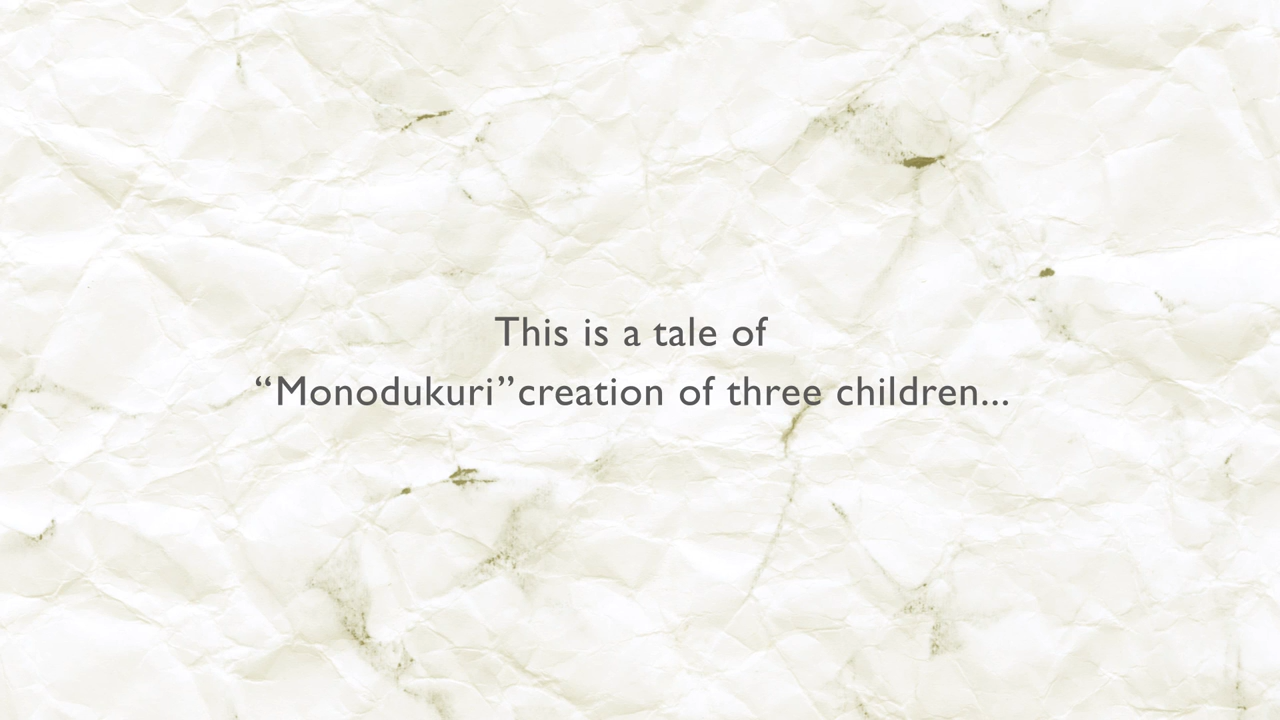 This is a tale of
“Monodukuri”creation of three children...